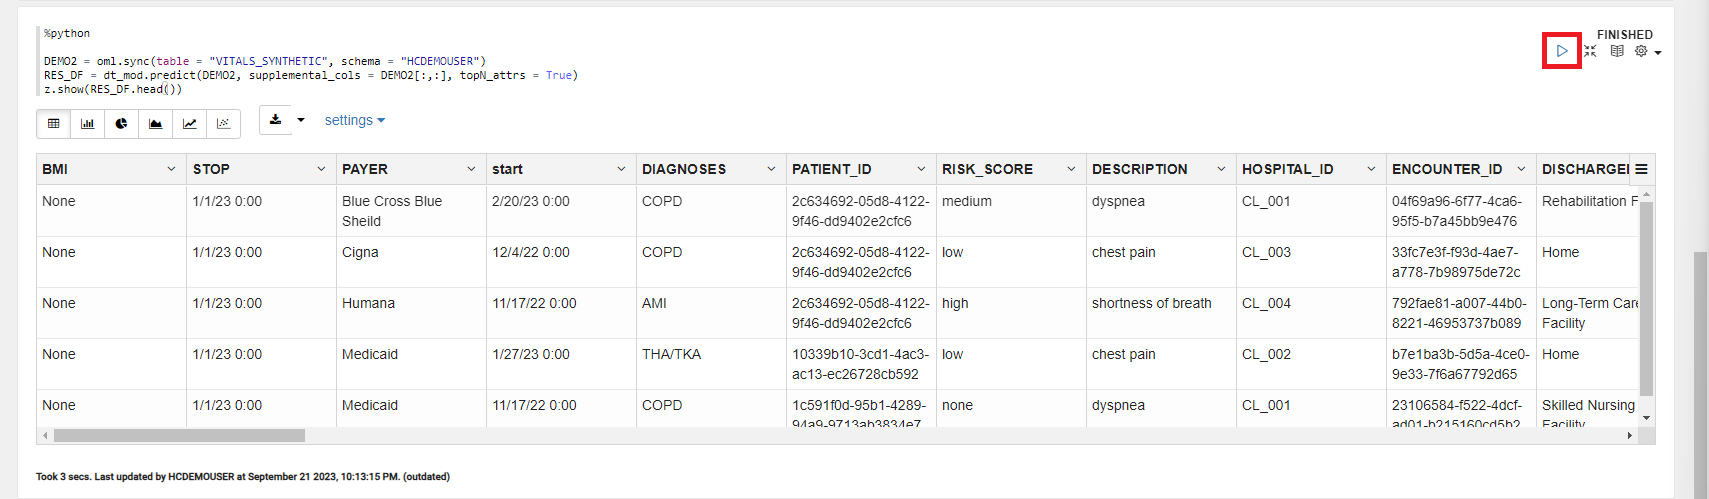 %python
FINISHED
DEMO2 = oml.sync(table = "VITALS_SYNTHETIC", schema = "HCDEMOUSER")
RES_DF = dt_mod.predict(DEMO2, supplemental_cols = DEMO2[:,:], topN_attrs = True)
z.show(RES_DF.head())
settings
BMI STOP PAYER start DIAGNOSES PATIENT_ID RISK_SCORE DESCRIPTION HOSPITAL_ID ENCOUNTER_ID DISCHARGE
None 1/1/23 0:00 Blue Cross Blue 2/20/23 0:00 COPD 2c634692-05d8-4122- medium dyspnea CL_001 04f69a96-6f77-4ca6- Rehabilitation F
Sheild 9f46-dd9402e2cfc6 95f5-b7a45bb9e476
None 1/1/23 0:00 Cigna 12/4/22 0:00 COPD 2c634692-05d8-4122- low chest pain CL_003 33fc7e3f-f93d-4ae7- Home
9f46-dd9402e2cfc6 a778-7b98975de72c
None 1/1/23 0:00 Humana 11/17/22 0:00 AMI 2c634692-05d8-4122- high shortness of breath CL_004 792fae81-a007-44b0- Long-Term Care
9f46-dd9402e2cfc6 8221-46953737b089 Facility
None 1/1/23 0:00 Medicaid 1/27/23 0:00 THA/TKA 10339b10-3cd1-4ac3- low chest pain CL_002 b7e1ba3b-5d5a-4ce0- Home
ac13-ec26728cb592 9e33-7f6a67792d65
None 1/1/23 0:00 Medicaid 11/17/22 0:00 COPD 1c591f0d-95b1-4289- none dyspnea CL_001 23106584-f522-4dcf- Skilled Nursing
94a9-9713ab3834e7 ad01-b215160cd5b2 Facility
Took 3 secs. Last updated by HCDEMOUSER at September 21 2023, 10:13:15 PM. (outdated)